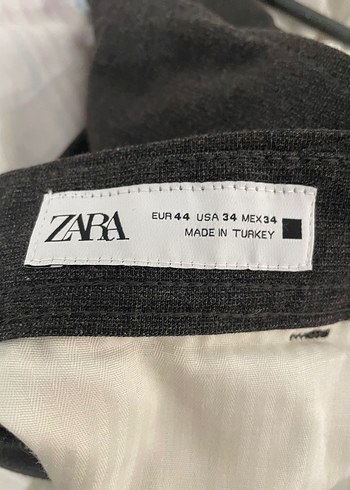 ZARA
EUR 44 USA 34 MEX 34
MADE IN TURKEY